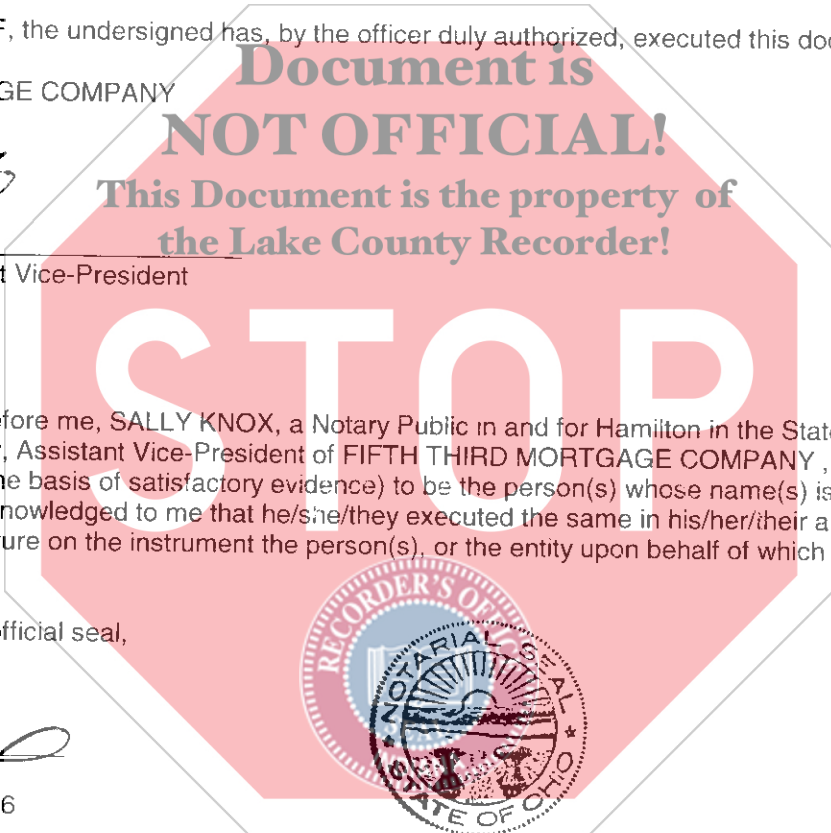 F, the undersigned has, by the officer duly authorized, executed this doc
Document is
GE COMPANY
NOT OFFICIAL!
This Document is the property of
the Lake County Recorder!
t Vice-President
STOP
efore me, SALLY KNOX, a Notary Public in and for Hamilton in the State
, Assistant Vice-President of FIFTH THIRD MORTGAGE COMPANY ,
he basis of satisfactory evidence) to be the person(s) whose name(s) is
nowledged to me that he/she/they executed the same in his/her/their a
ure on the instrument the person(s), or the entity upon behalf of which
RECORDER'S OFFIC
official seal,
NOTARIAL SEAL
STATE OF OHIO
6